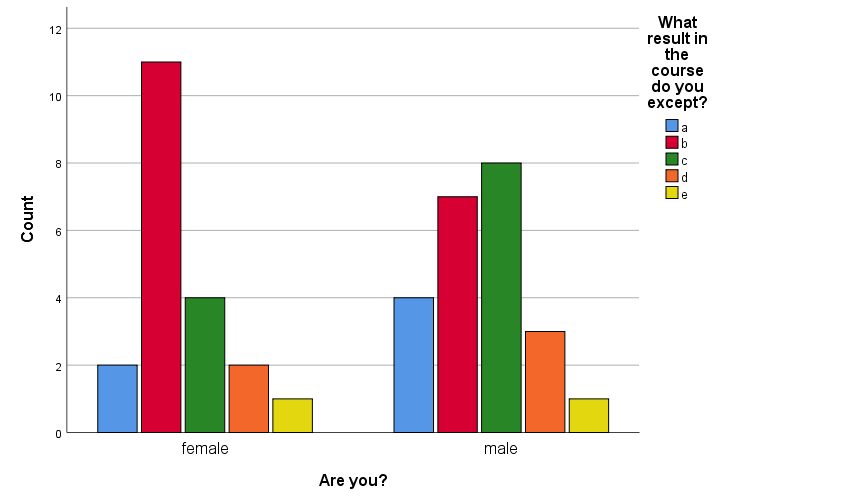 What
result in
the
course
do you
except?
a
b
c
d
e
12
10
8
6
4
2
0
Count
female
male
Are you?